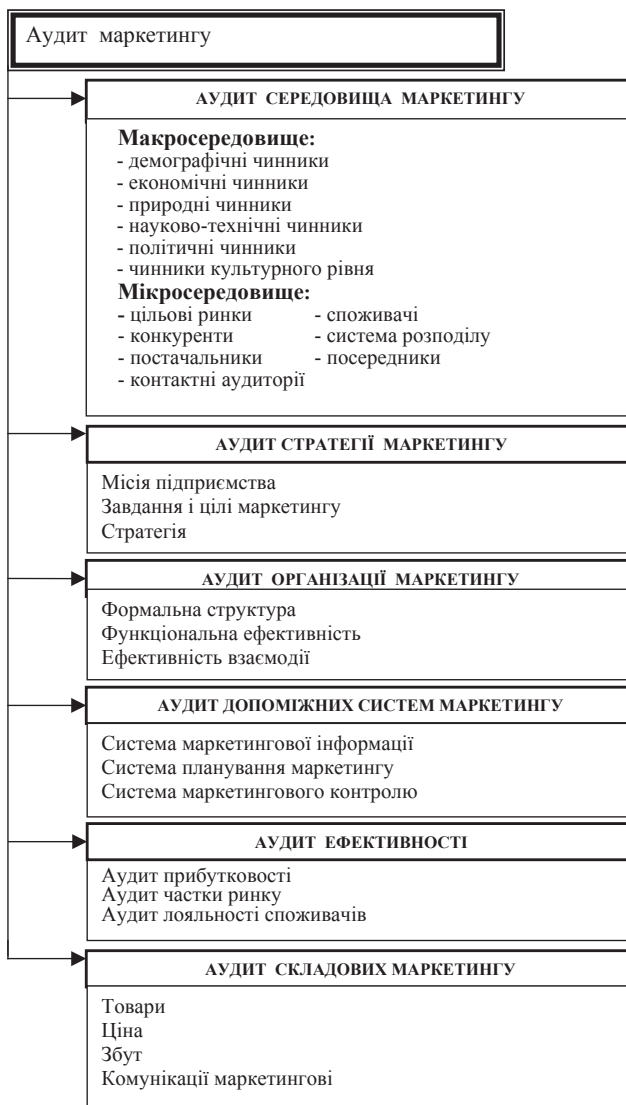 Аудит маркетингу
АУДИТ СЕРЕДОВИЩА МАРКЕТИНГУ
Макросередовище:
- демографічні чинники
- економічні чинники
- природні чинники
- науково-технічні чинники
- політичні чинники
- чинники культурного рівня
Мікросередовище:
- цільові ринки - споживачі
- конкуренти - система розподілу
- постачальники - посередники
- контактні аудиторії
АУДИТ СТРАТЕГІЇ МАРКЕТИНГУ
Місія підприємства
Завдання і цілі маркетингу
Стратегія
АУДИТ ОРГАНІЗАЦІЇ МАРКЕТИНГУ
Формальна структура
Функціональна ефективність
Ефективність взаємодії
АУДИТ ДОПОМІЖНИХ СИСТЕМ МАРКЕТИНГУ
Система маркетингової інформації
Система планування маркетингу
Система маркетингового контролю
АУДИТ ЕФЕКТИВНОСТІ
Аудит прибутковості
Аудит частки ринку
Аудит лояльності споживачів
АУДИТ СКЛАДОВИХ МАРКЕТИНГУ
Товари
Ціна
Збут
Комунікації маркетингові